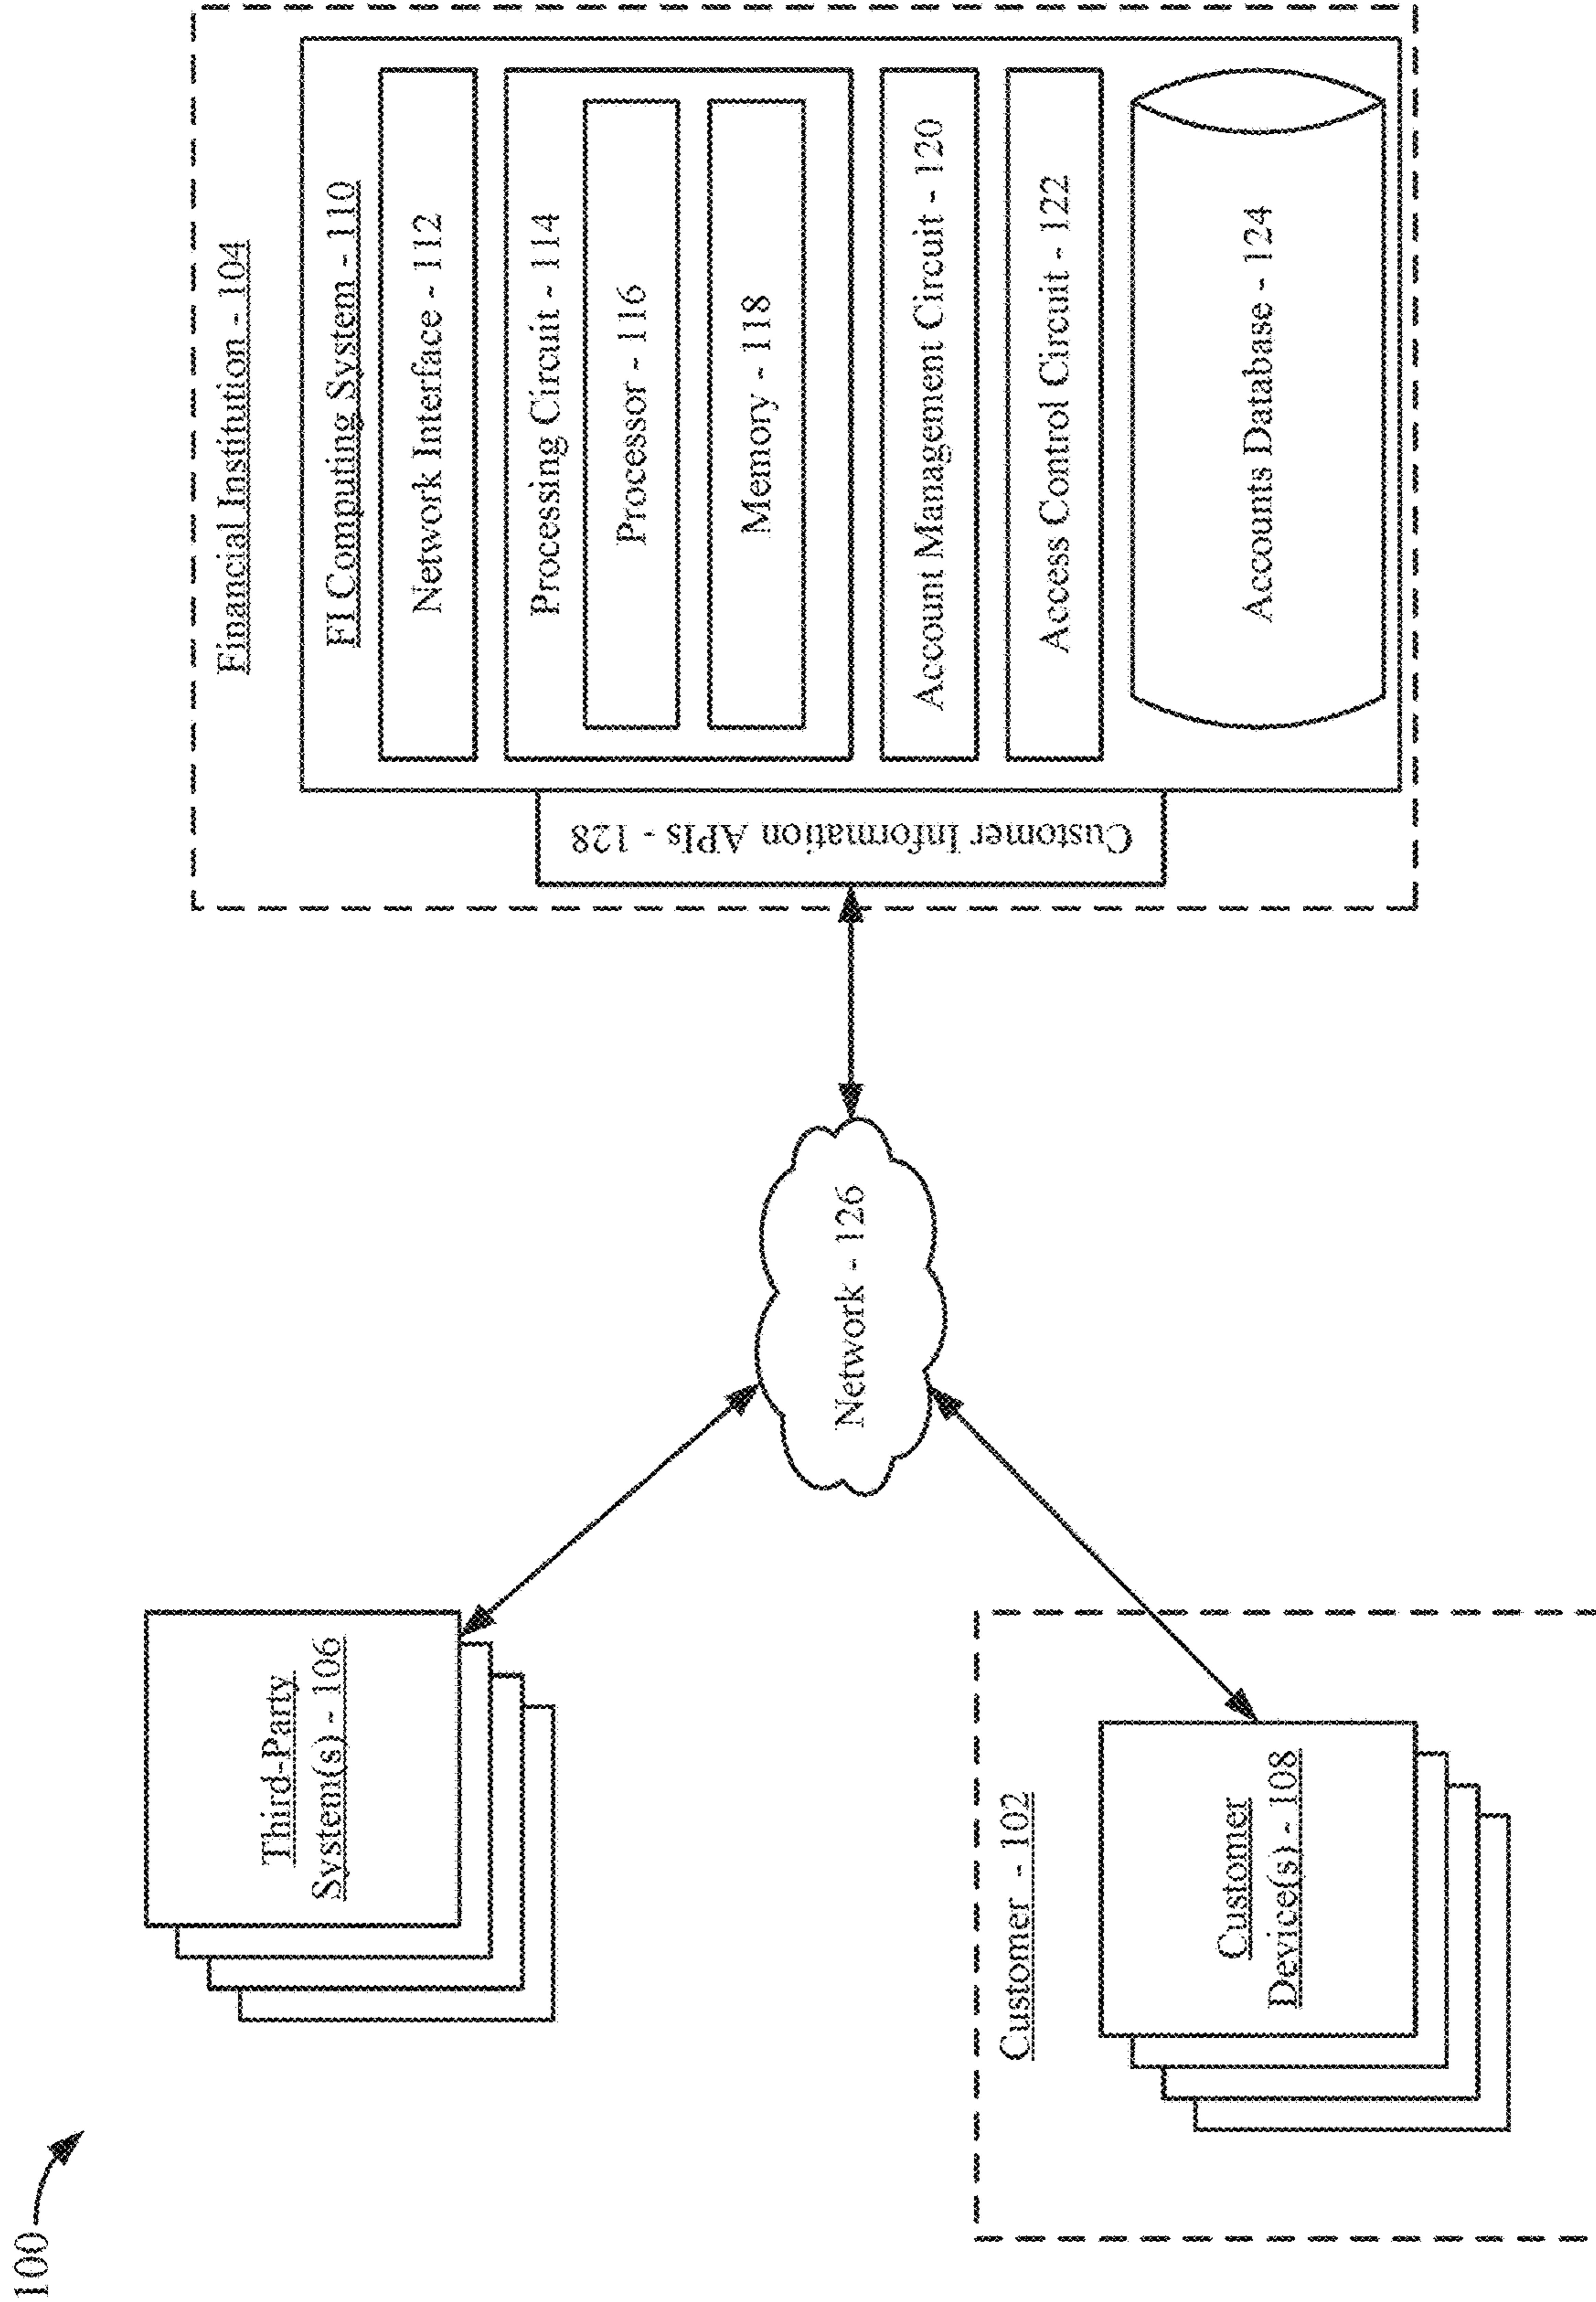 100
Third-Party
System(s) - 106
Customer - 102
Customer
Device(s) - 108
Network - 126
Financial Institution - 104
Customer Information APIs - 128
FI Computing System - 110
Network Interface - 112
Processing Circuit - 114
Processor - 116
Memory - 118
Account Management Circuit - 120
Access Control Circuit - 122
Accounts Database - 124